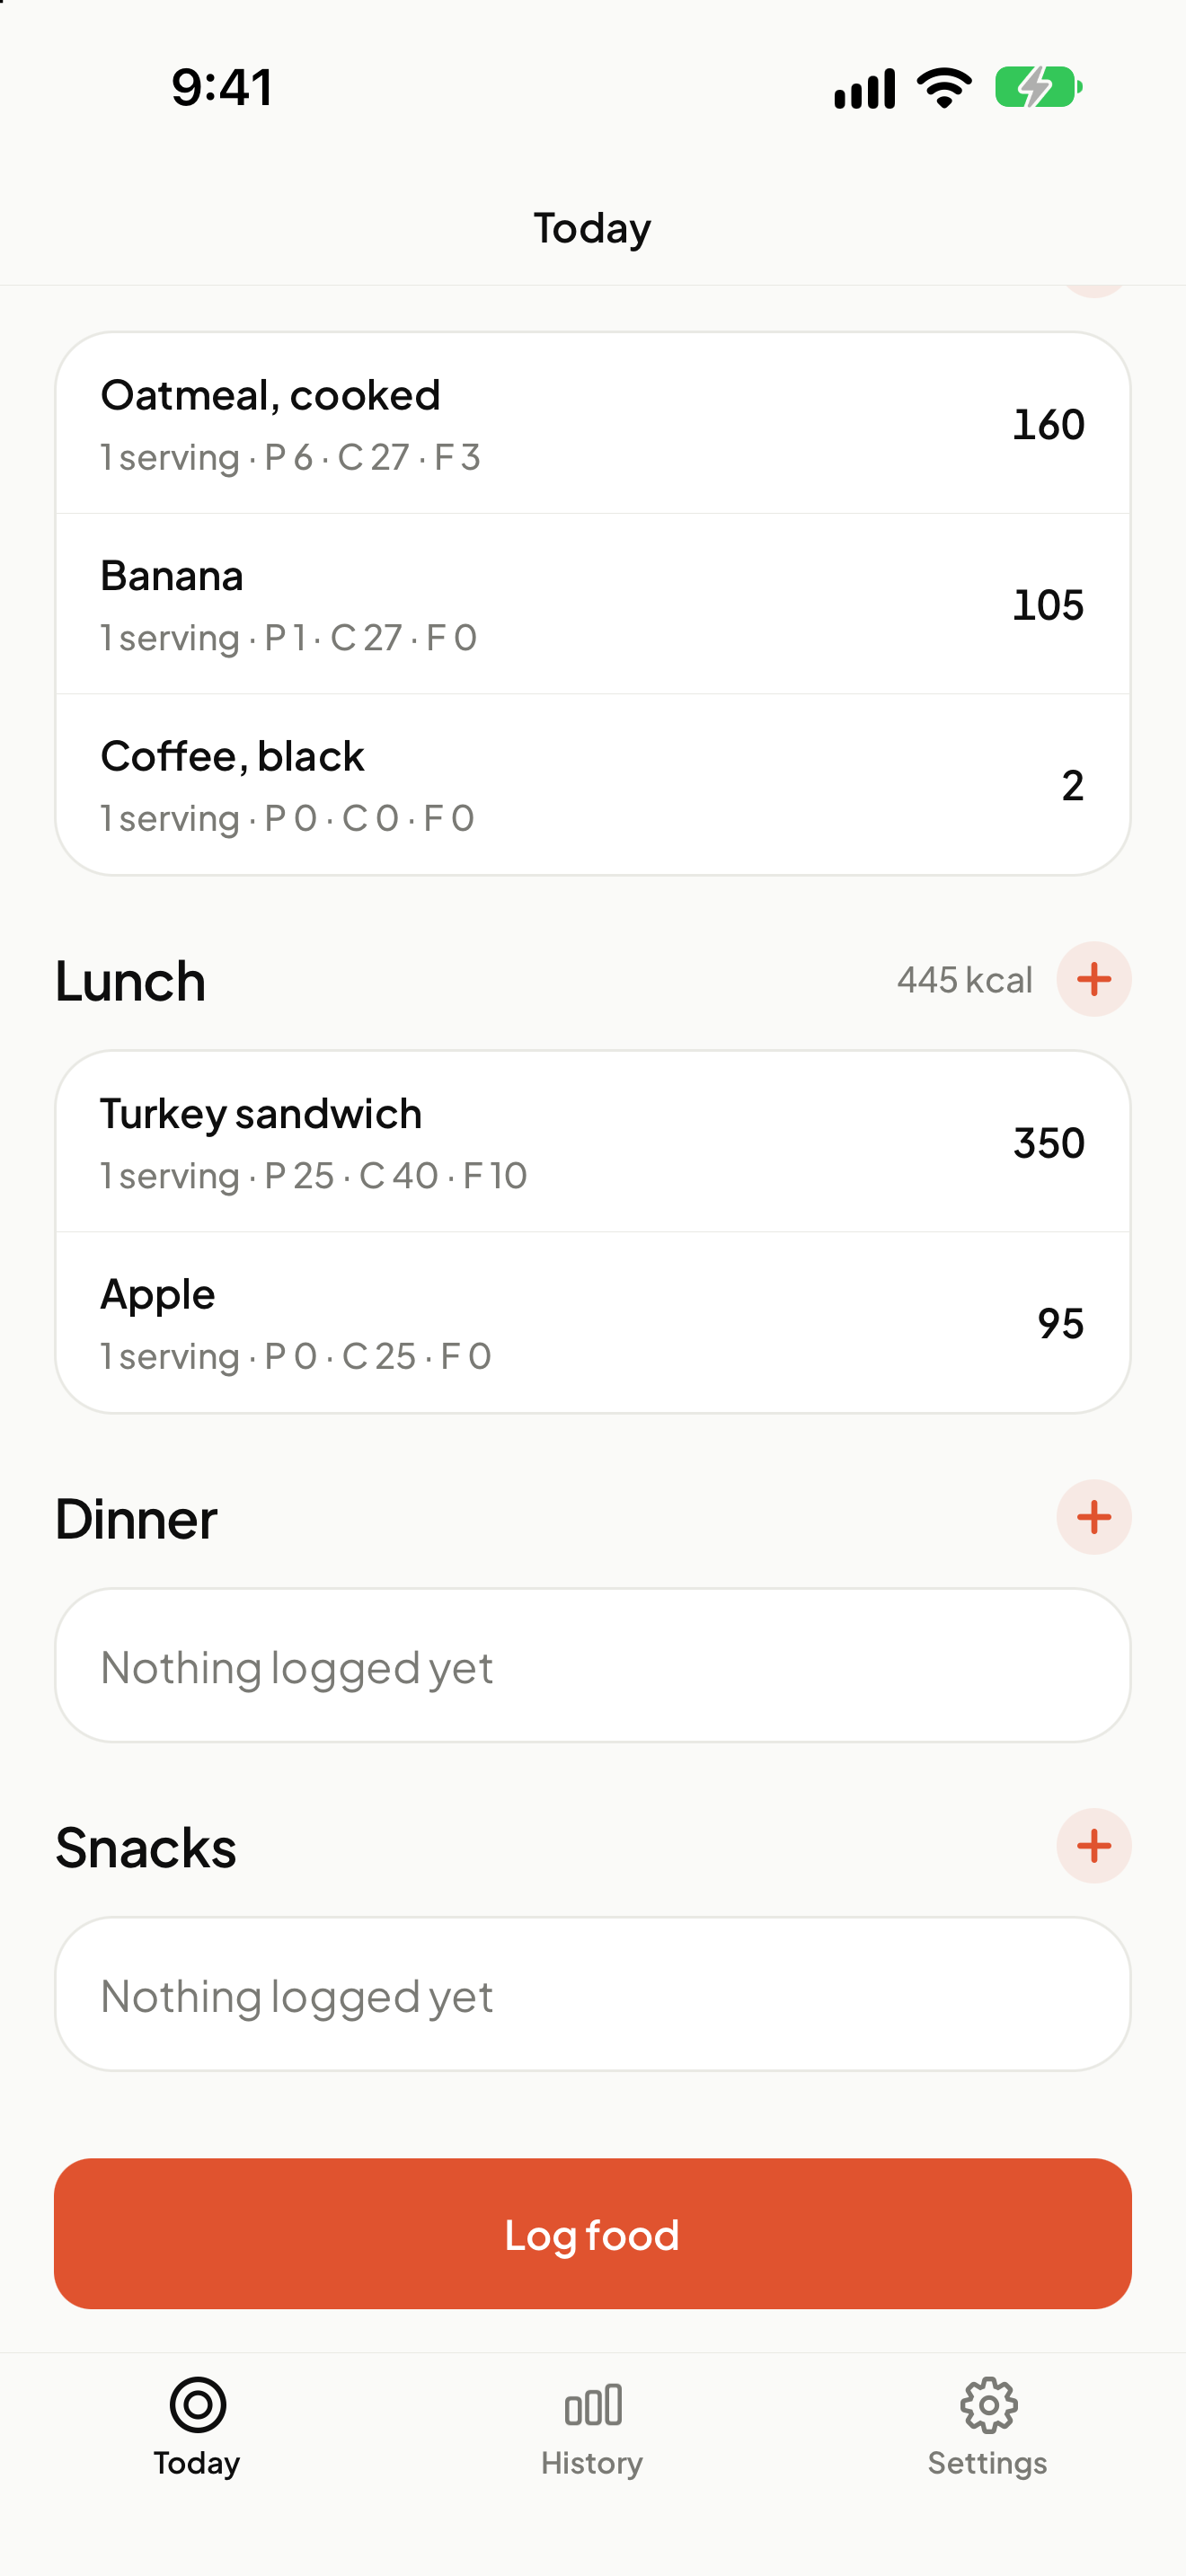 9:41
Today
Oatmeal, cooked
1 serving · P 6 · C 27 · F 3
160
Banana
1 serving · P 1 · C 27 · F 0
105
Coffee, black
1 serving · P 0 · C 0 · F 0
2
Lunch
445 kcal
Turkey sandwich
1 serving · P 25 · C 40 · F 10
350
Apple
1 serving · P 0 · C 25 · F 0
95
Dinner
Nothing logged yet
Snacks
Nothing logged yet
Log food
Today
History
Settings